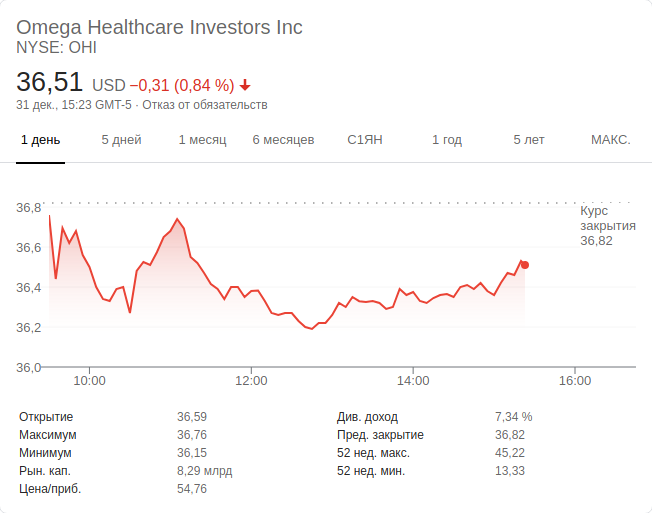 Omega Healthcare Investors Inc
NYSE: OHI
36,51 USD −0,31 (0,84 %)
31 дек., 15:23 GMT-5 · Отказ от обязательств
1 день 5 дней 1 месяц 6 месяцев С1ЯН 1 год 5 лет МАКС.
36,8
Курс
закрытия
36,82
36,6
36,4
36,2
36,0
10:00 12:00 14:00 16:00
Открытие 36,59 Див. доход 7,34 %
Максимум 36,76 Пред. закрытие 36,82
Минимум 36,15 52 нед. макс. 45,22
Рын. кап. 8,29 млрд 52 нед. мин. 13,33
Цена/приб. 54,76